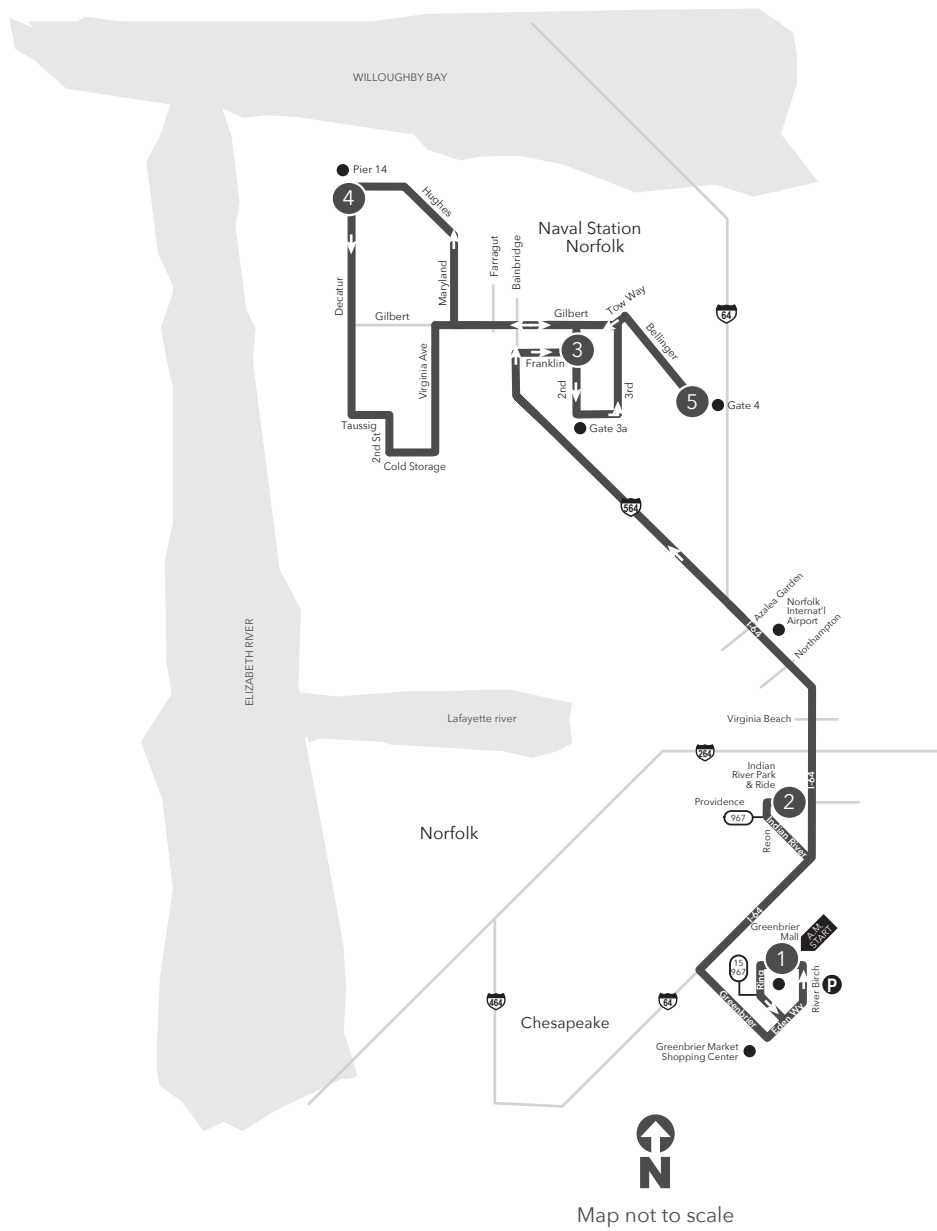 WILLOUGHBY BAY
Pier 14
4
Hughes
Naval Station
Norfolk
Farragut
Bainbridge
Decatur
Maryland
Gilbert
Gilbert
Tow Way
64
Bellinger
Virginia Ave
Franklin
3
2nd
3rd
5
Gate 4
Taussig
2nd St
Gate 3a
Cold Storage
564
Azalea Garden
I-64
Norfolk
Internat'l
Airport
Northampton
ELIZABETH RIVER
Lafayette river
Virginia Beach
264
Indian
River Park
& Ride
I-64
Providence
2
967
Reon
Indian River
Norfolk
I-64
Greenbrier
Mall
A.M.
START
1
15
967
Ring
River Birch
P
464
64
Greenbrier
Eden Wy
Chesapeake
Greenbrier Market
Shopping Center
N
Map not to scale